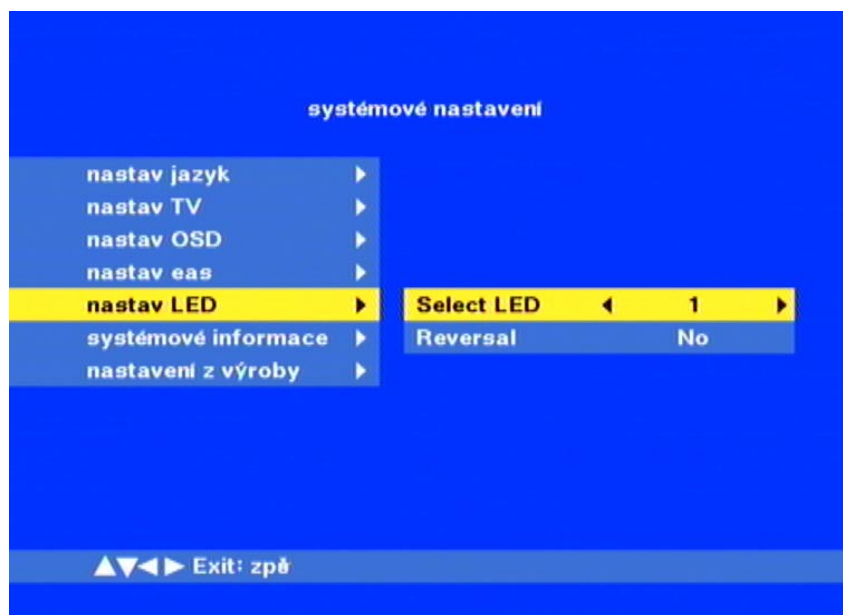 systémové nastavení
nastav jazyk
nastav TV
nastav OSD
nastav eas
nastav LED Select LED 1
systémové informace Reversal No
nastavení z výroby
Exit: zpě